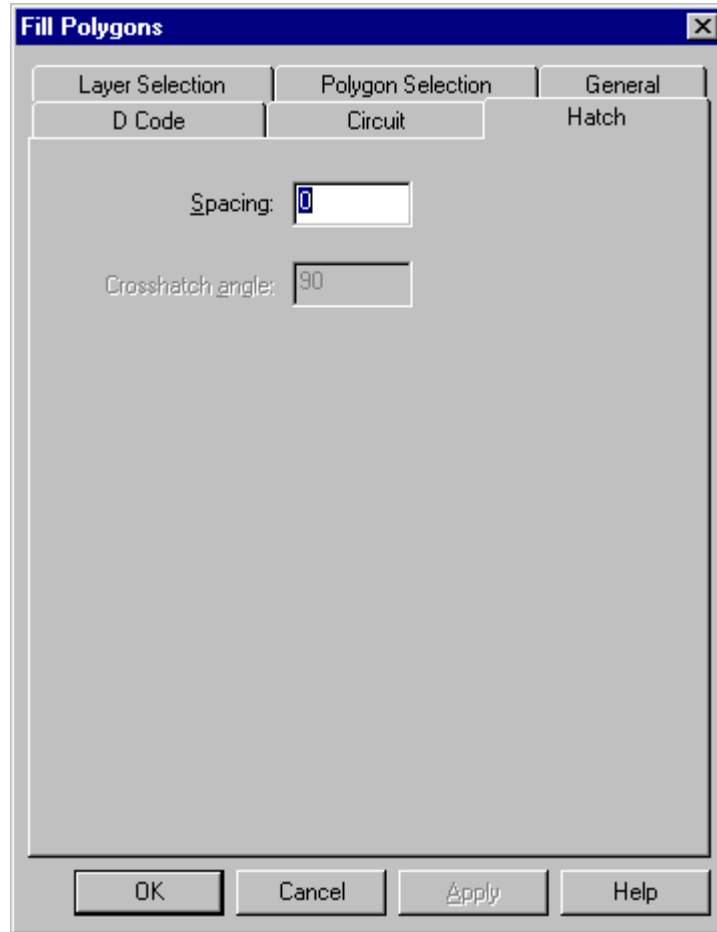 Fill Polygons
Layer Selection Polygon Selection General
D Code Circuit Hatch
Spacing: 0
Crosshatch angle: 90
OK Cancel Apply Help